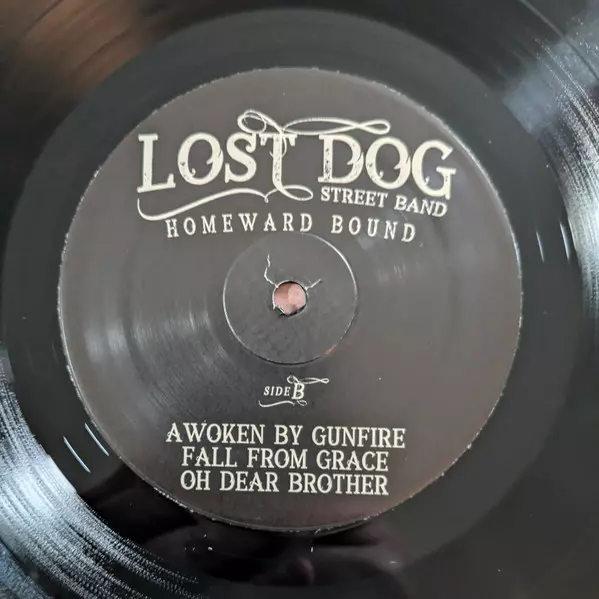 LOST DOG
STREET BAND
HOMEWARD BOUND
SIDE B
AWOKEN BY GUNFIRE
FALL FROM GRACE
OH DEAR BROTHER